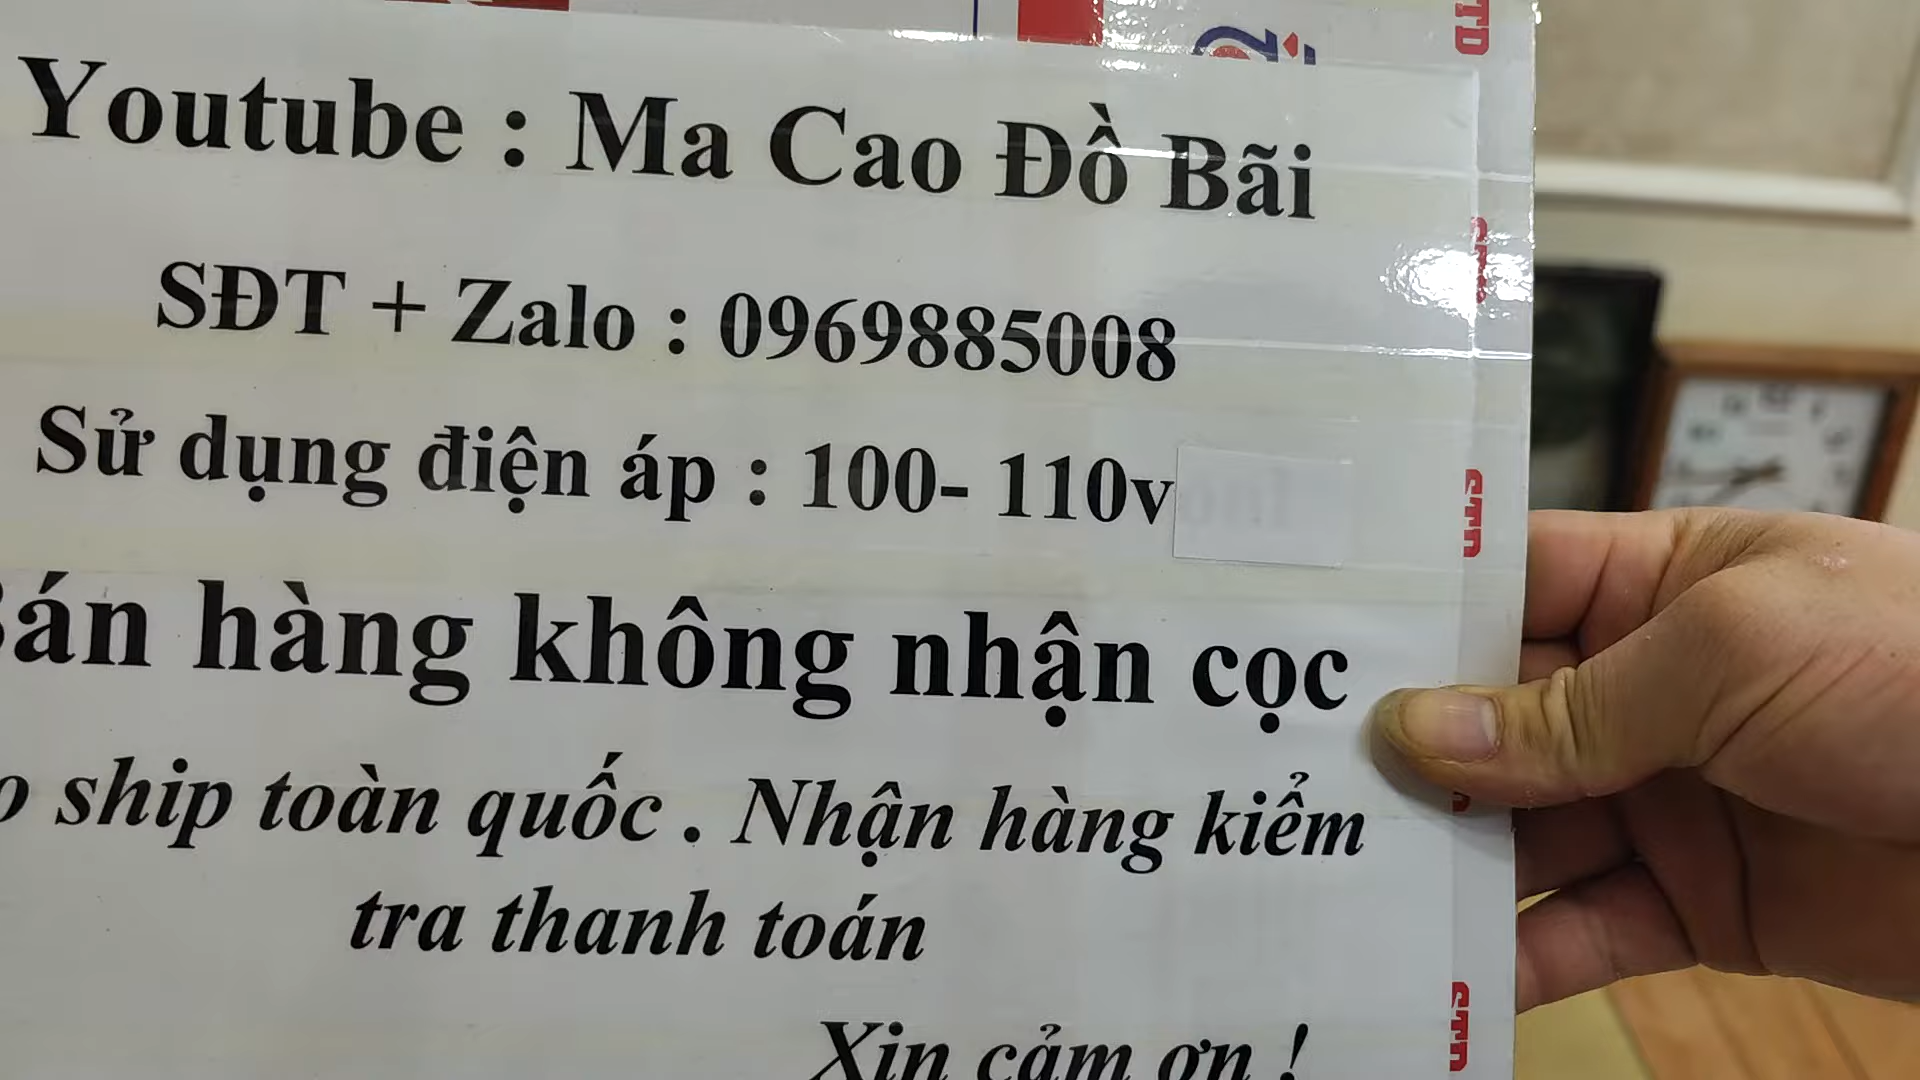 Youtube : Ma Cao Đồ Bãi
SĐT + Zalo : 0969885008
Sử dụng điện áp : 100- 110v
Bán hàng không nhận cọc
ship toàn quốc . Nhận hàng kiểm
tra thanh toán
Xin cảm ơn !